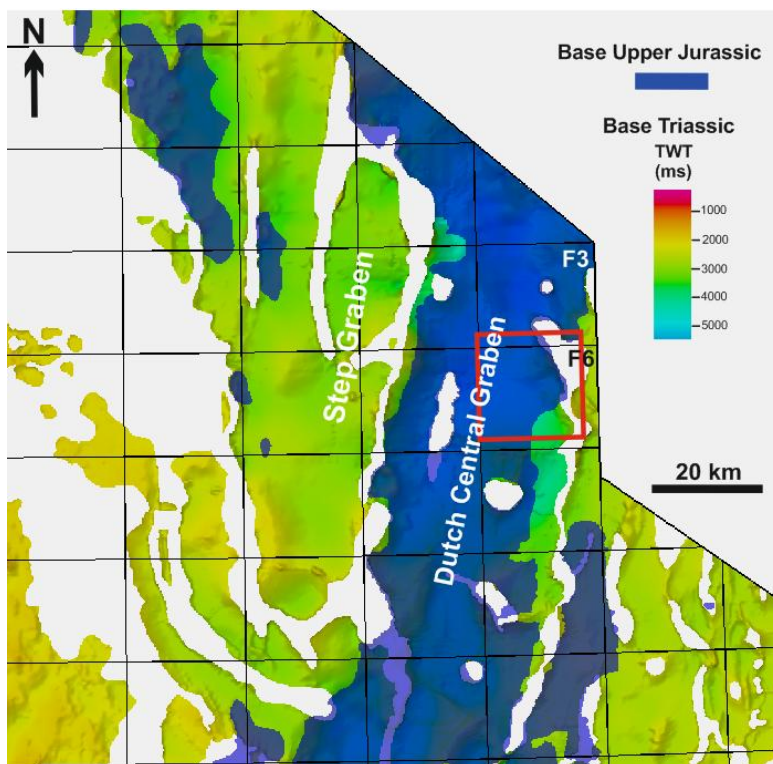 N
Base Upper Jurassic
Base Triassic
TWT
(ms)
1000
2000
3000
4000
5000
F3
F6
Step Graben
Dutch Central Graben
20 km